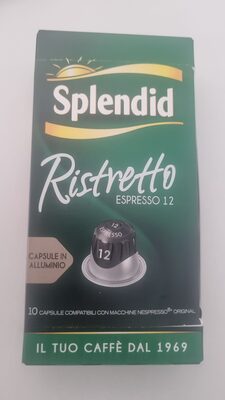 Splendid
Ristretto
ESPRESSO 12
CAPSULE IN
ALLUMINIO
12
10 CAPSULE COMPATIBILI CON MACCHINE NESPRESSO®* ORIGINAL
IL TUO CAFFÈ DAL 1969